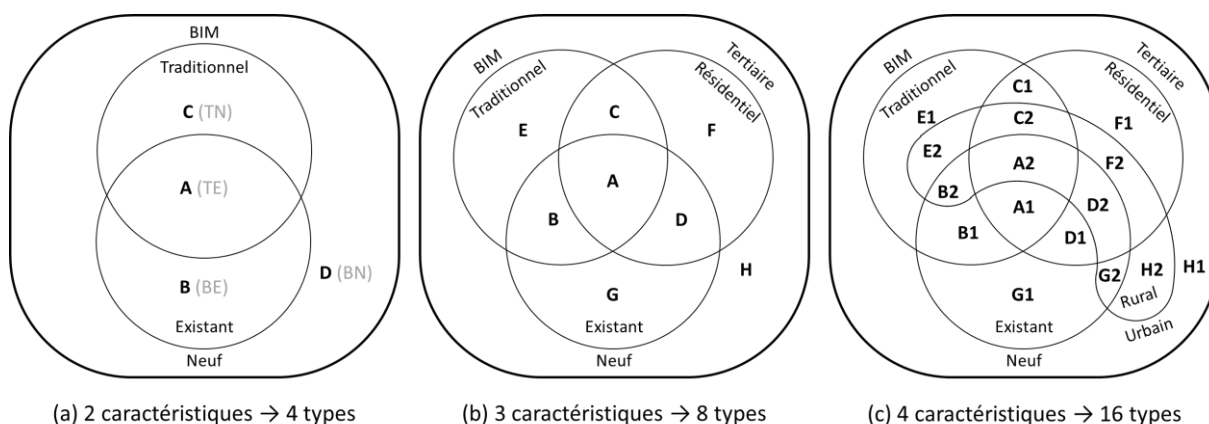 BIM
Traditionnel
C (TN)
A (TE)
B (BE)
D (BN)
Existant
Neuf
(a) 2 caractéristiques → 4 types
BIM
Tertiaire
Traditionnel
Résidentiel
E
C
F
A
B
D
H
G
Existant
Neuf
(b) 3 caractéristiques → 8 types
BIM
Tertiaire
Traditionnel
Résidentiel
C1
E1
C2
F1
E2
A2
F2
B2
A1
D2
B1
D1
G2
H2
H1
G1
Rural
Existant
Urbain
Neuf
(c) 4 caractéristiques → 16 types